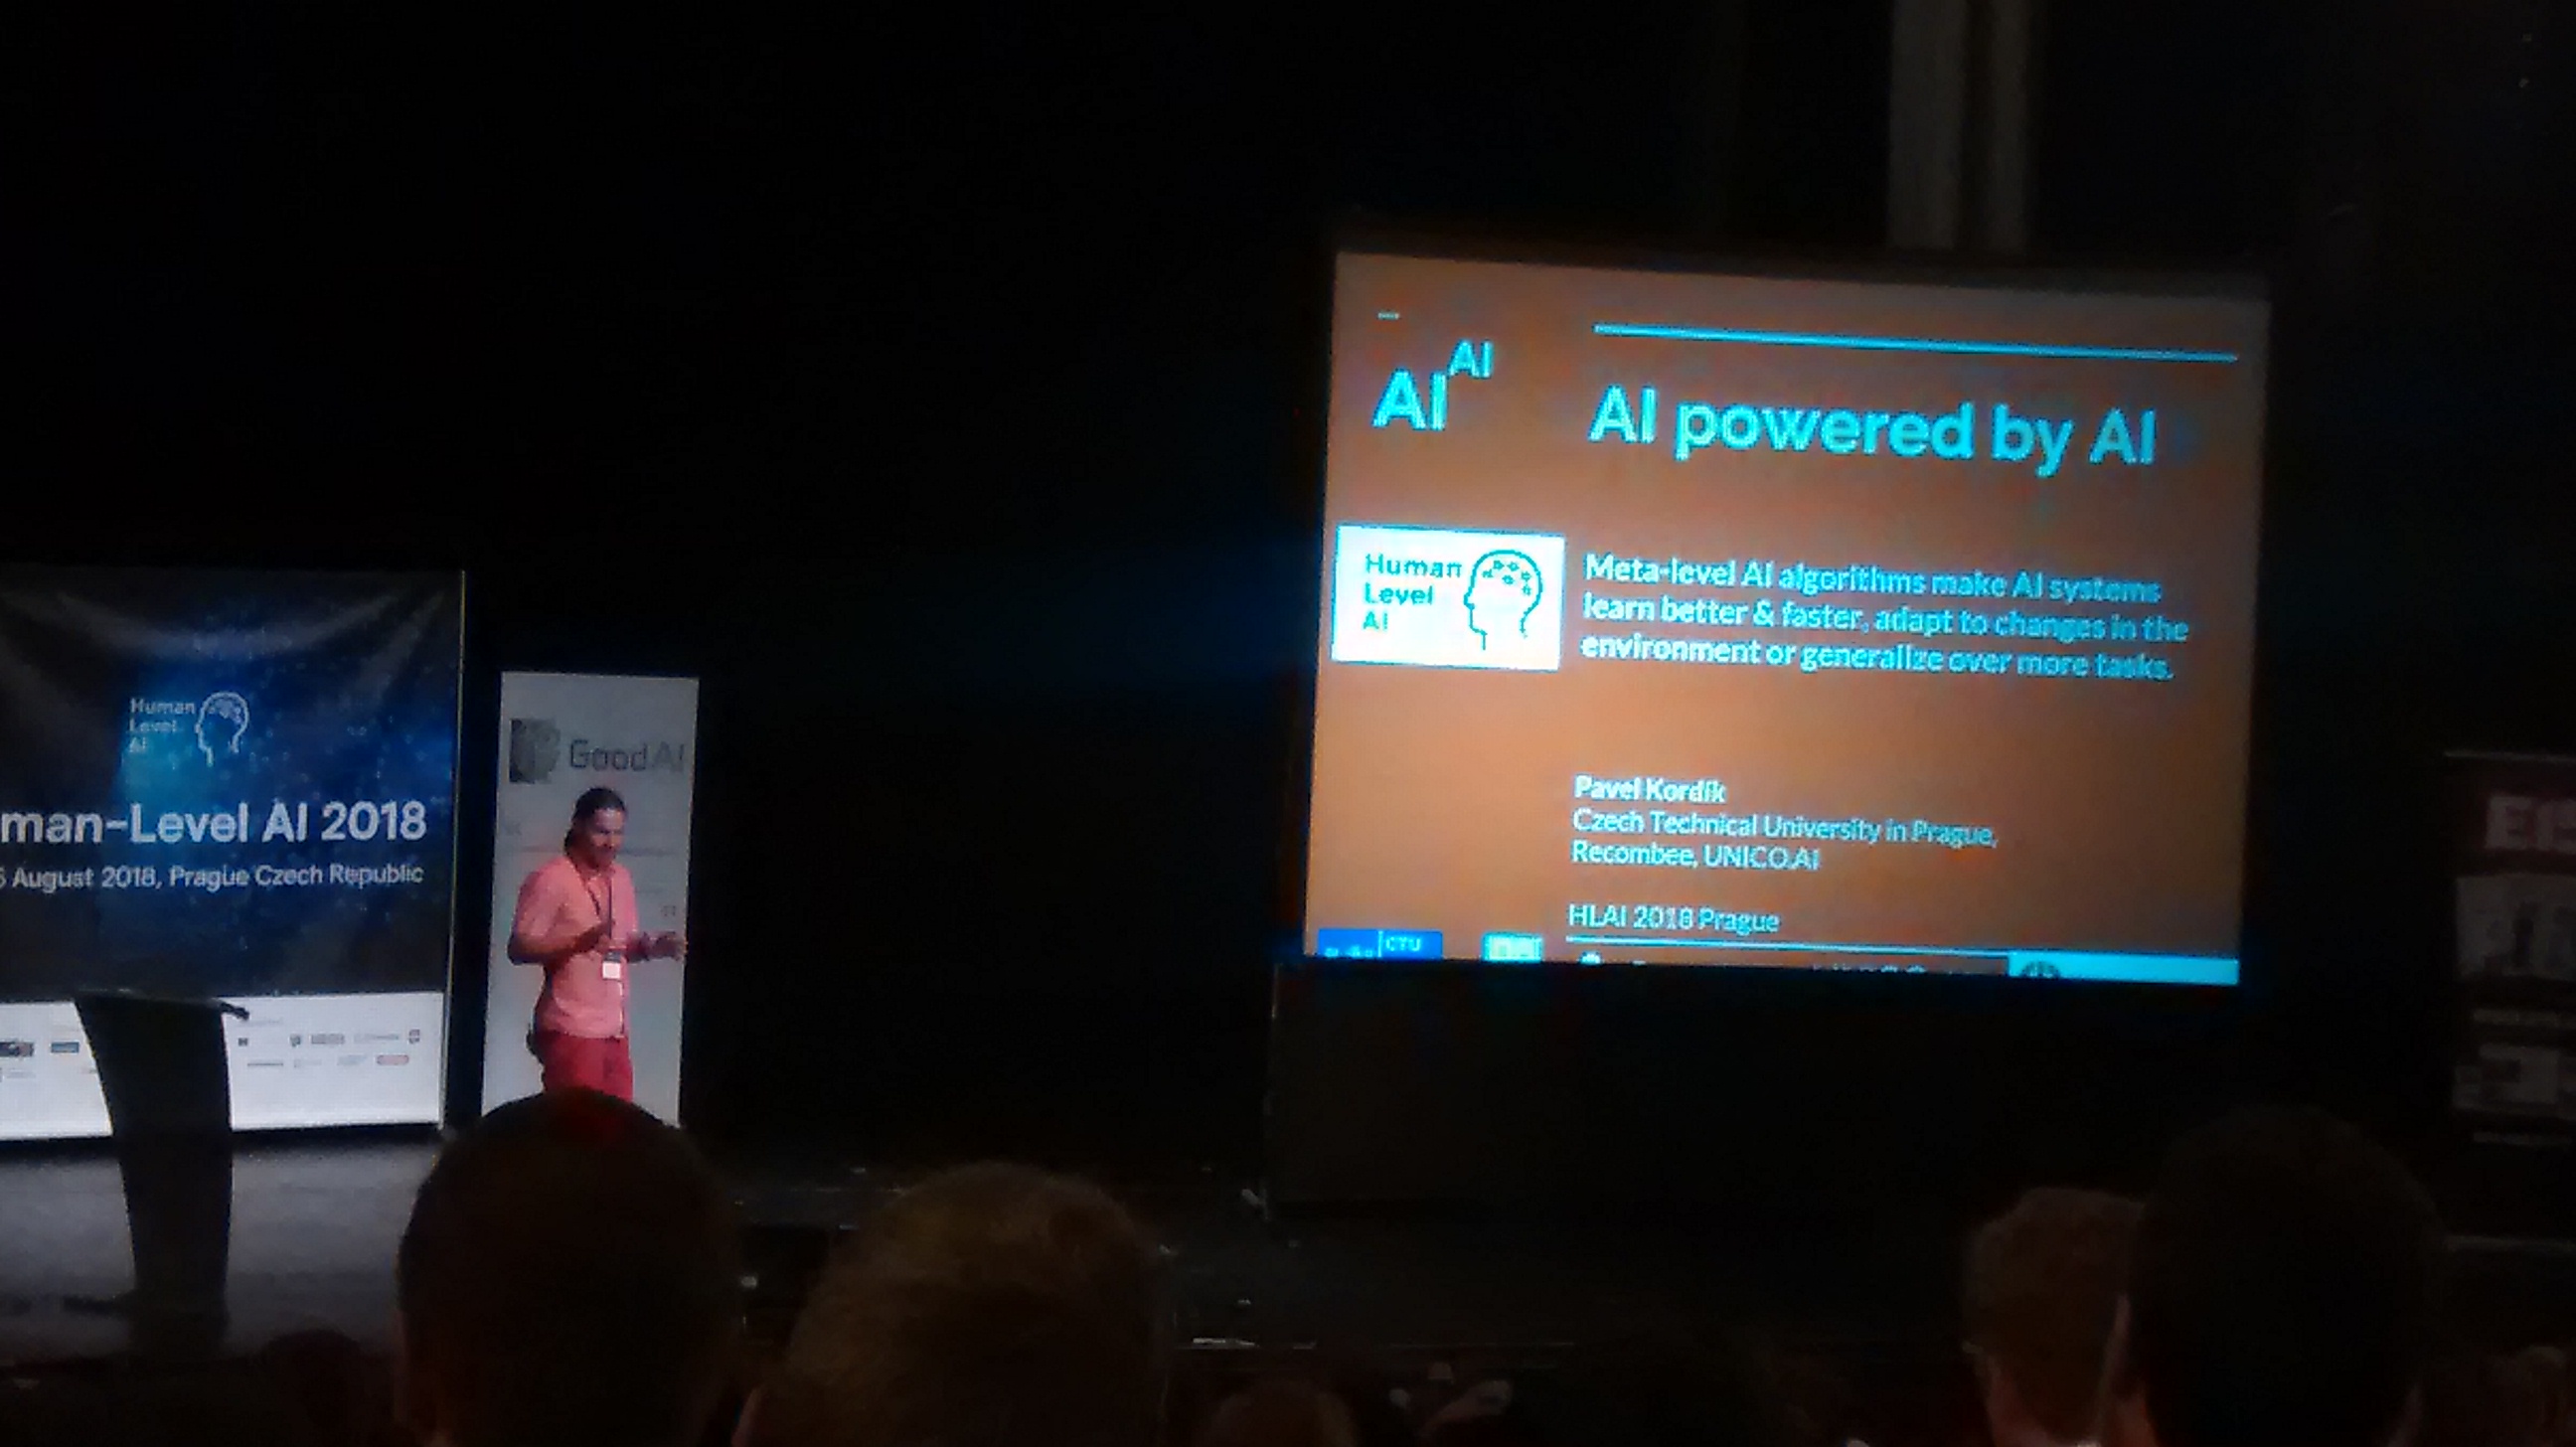 AI AI
AI powered by AI
Human
Level
AI
Meta-level AI algorithms make AI systems
learn better & faster, adapt to changes in the
environment or generalize over more tasks.
Pavel Kordík
Czech Technical University in Prague,
Recombee, UNICO.AI
HLAI 2018 Prague
CTU
Human
Level
AI
man-Level AI 2018
August 2018, Prague Czech Republic
GoodAI